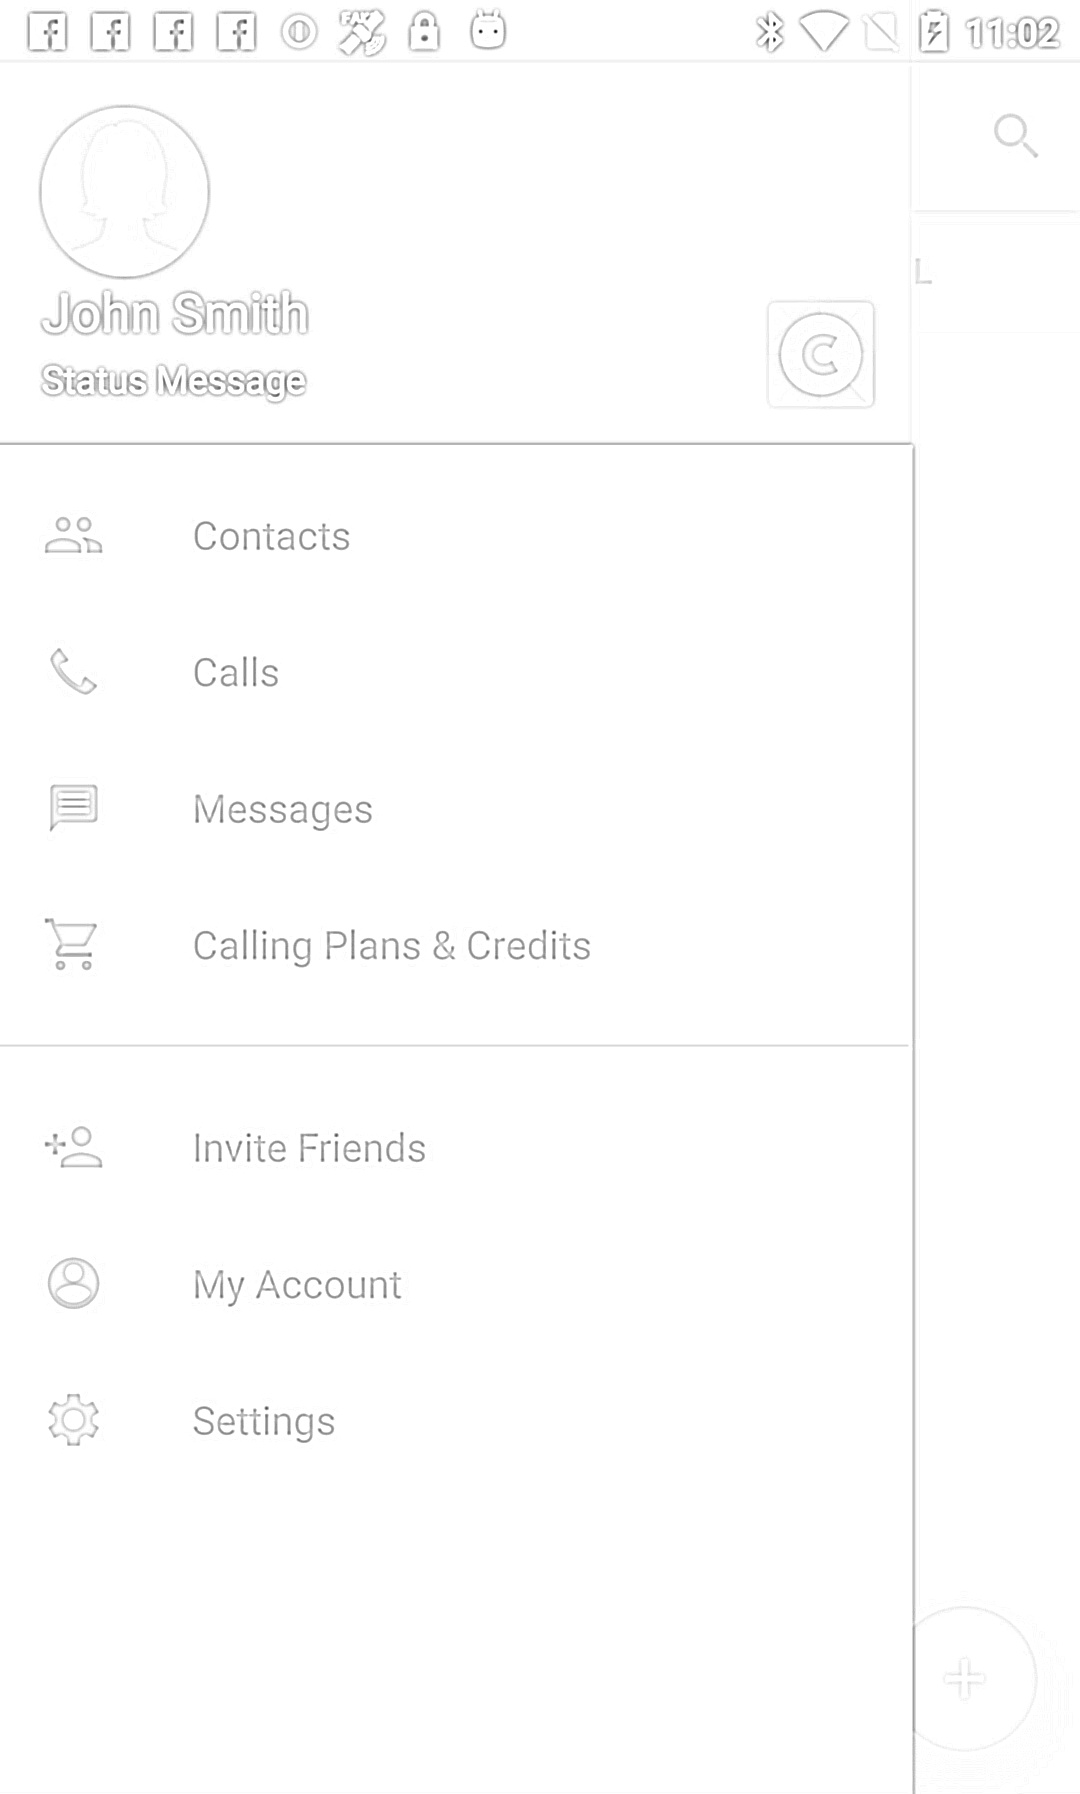 11:02
L
John Smith
Status Message
C
Contacts
Calls
Messages
Calling Plans & Credits
Invite Friends
My Account
Settings